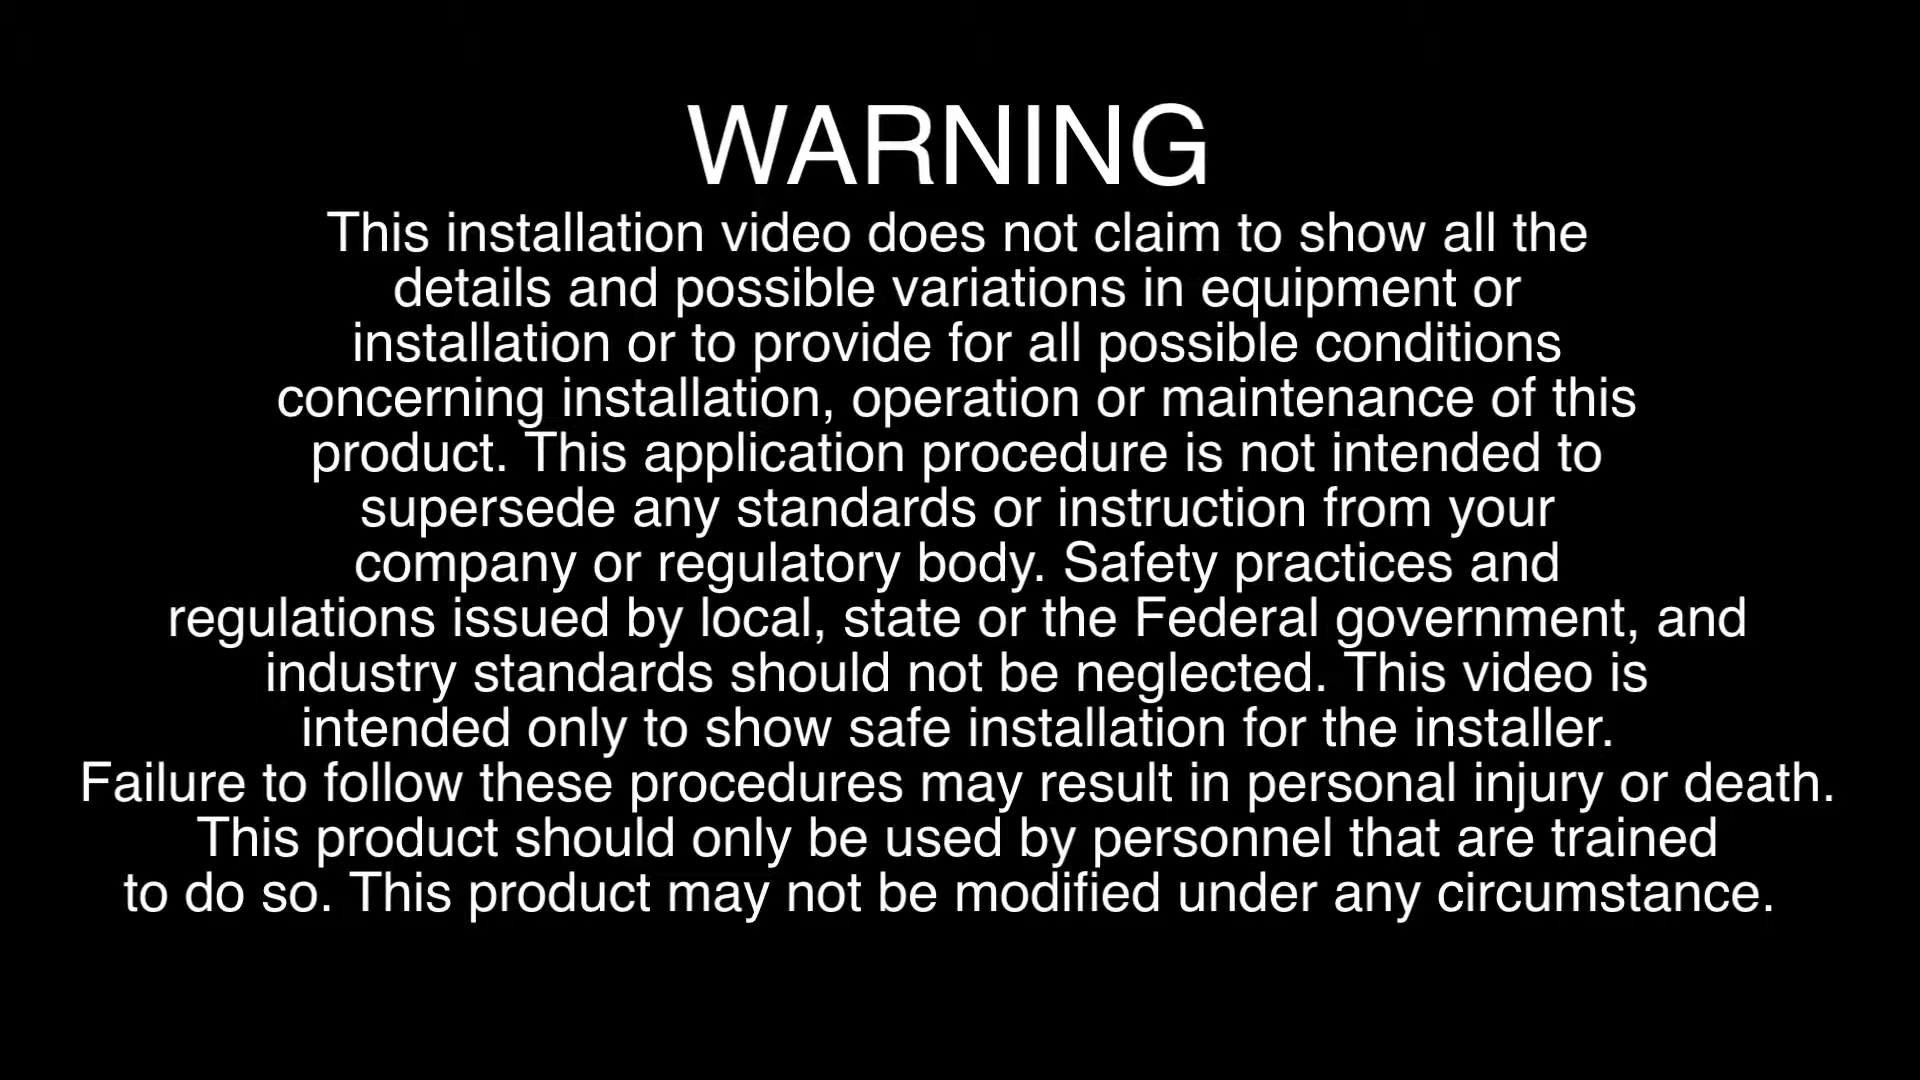 WARNING
This installation video does not claim to show all the
details and possible variations in equipment or
installation or to provide for all possible conditions
concerning installation, operation or maintenance of this
product. This application procedure is not intended to
supersede any standards or instruction from your
company or regulatory body. Safety practices and
regulations issued by local, state or the Federal government, and
industry standards should not be neglected. This video is
intended only to show safe installation for the installer.
Failure to follow these procedures may result in personal injury or death.
This product should only be used by personnel that are trained
to do so. This product may not be modified under any circumstance.